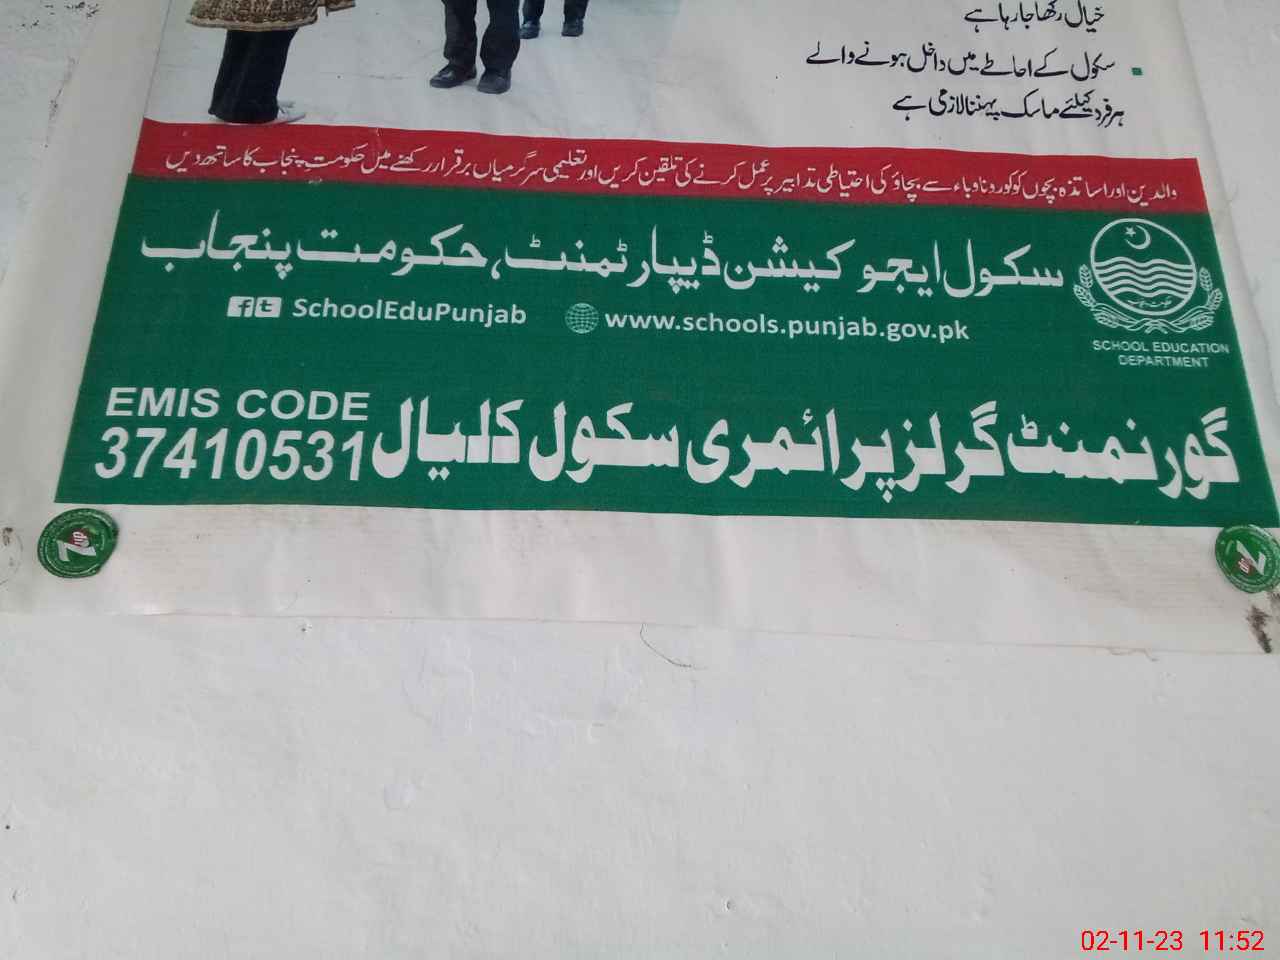 خیال رکھا جا رہا ہے
سکول کے احاطے میں داخل ہونے والے
ہر فرد کیلئے ماسک پہننا لازمی ہے
والدین اور اساتذہ بچوں کو کورونا وباء سے بچاؤ کی احتیاطی تدابیر پر عمل کرنے کی تلقین کریں اور تعلیمی سرگرمیاں برقرار رکھنے میں حکومت پنجاب کا ساتھ دیں
سکول ایجوکیشن ڈیپارٹمنٹ، حکومت پنجاب
SchoolEduPunjab www.schools.punjab.gov.pk
SCHOOL EDUCATION
DEPARTMENT
گورنمنٹ گرلز پرائمری سکول کلیال
EMIS CODE
37410531
Zup
02-11-23 11:52